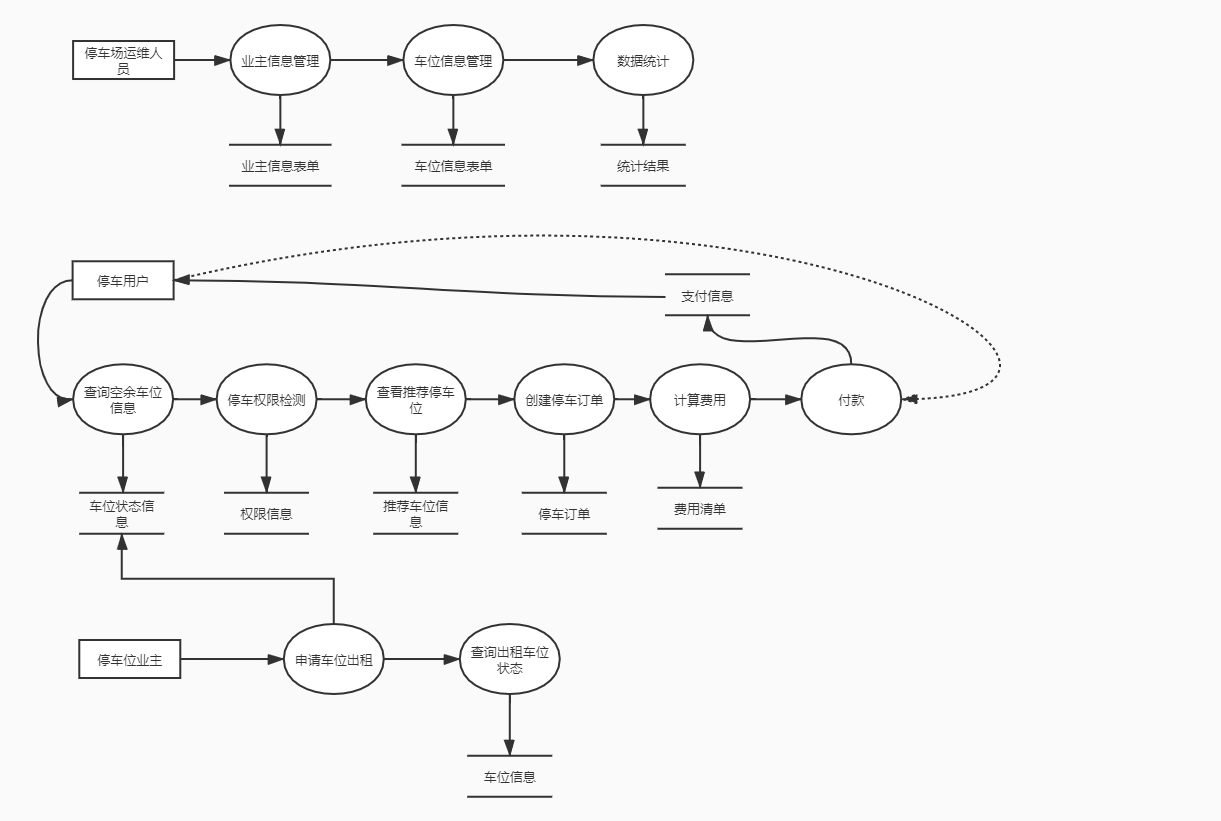 停车场运维人
员
业主信息管理
车位信息管理
数据统计
业主信息表单
车位信息表单
统计结果
停车用户
支付信息
查询空余车位
信息
停车权限检测
查看推荐停车
位
创建停车订单
计算费用
付款
车位状态信
息
权限信息
推荐车位信
息
停车订单
费用清单
停车位业主
申请车位出租
查询出租车位
状态
车位信息